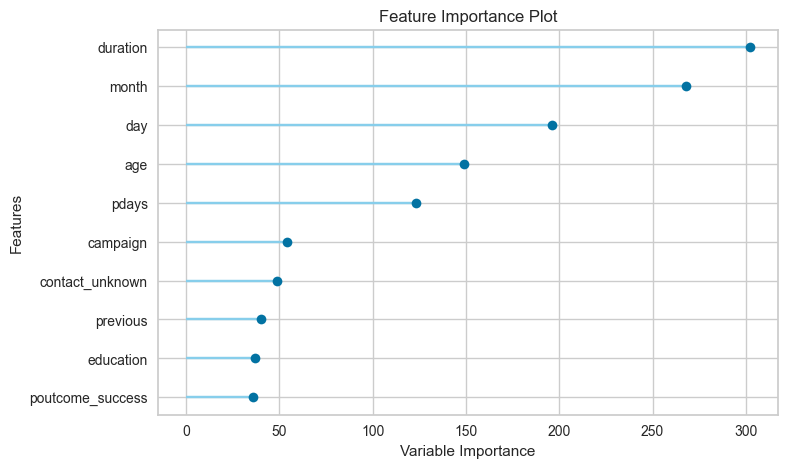 Feature Importance Plot
duration
month
day
age
pdays
campaign
contact_unknown
previous
education
poutcome_success
Features
0 50 100 150 200 250 300
Variable Importance